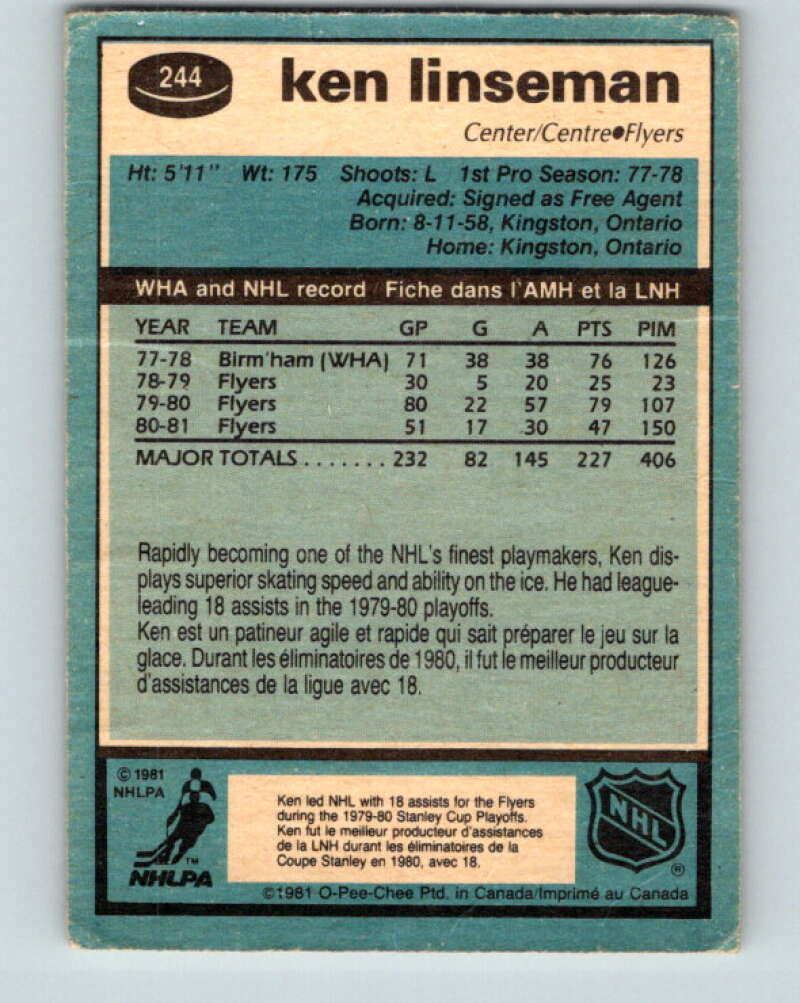 244
ken linseman
Center/Centre•Flyers
Ht: 5'11" Wt: 175 Shoots: L 1st Pro Season: 77-78
Acquired: Signed as Free Agent
Born: 8-11-58, Kingston, Ontario
Home: Kingston, Ontario
WHA and NHL record Fiche dans l'AMH et la LNH
YEAR TEAM GP G A PTS PIM
77-78 Birm'ham (WHA) 71 38 38 76 126
78-79 Flyers 30 5 20 25 23
79-80 Flyers 80 22 57 79 107
80-81 Flyers 51 17 30 47 150
MAJOR TOTALS ....... 232 82 145 227 406
Rapidly becoming one of the NHL's finest playmakers, Ken dis-
plays superior skating speed and ability on the ice. He had league-
leading 18 assists in the 1979-80 playoffs.
Ken est un patineur agile et rapide qui sait préparer le jeu sur la
glace. Durant les éliminatoires de 1980, il fut le meilleur producteur
d'assistances de la ligue avec 18.
© 1981
NHLPA
TM
NHLPA
Ken led NHL with 18 assists for the Flyers
during the 1979-80 Stanley Cup Playoffs.
Ken fut le meilleur producteur d'assistances
de la LNH durant les éliminatoires de la
Coupe Stanley en 1980, avec 18.
NHL
®
©1981 O-Pee-Chee Ptd. in Canada/Imprimé au Canada